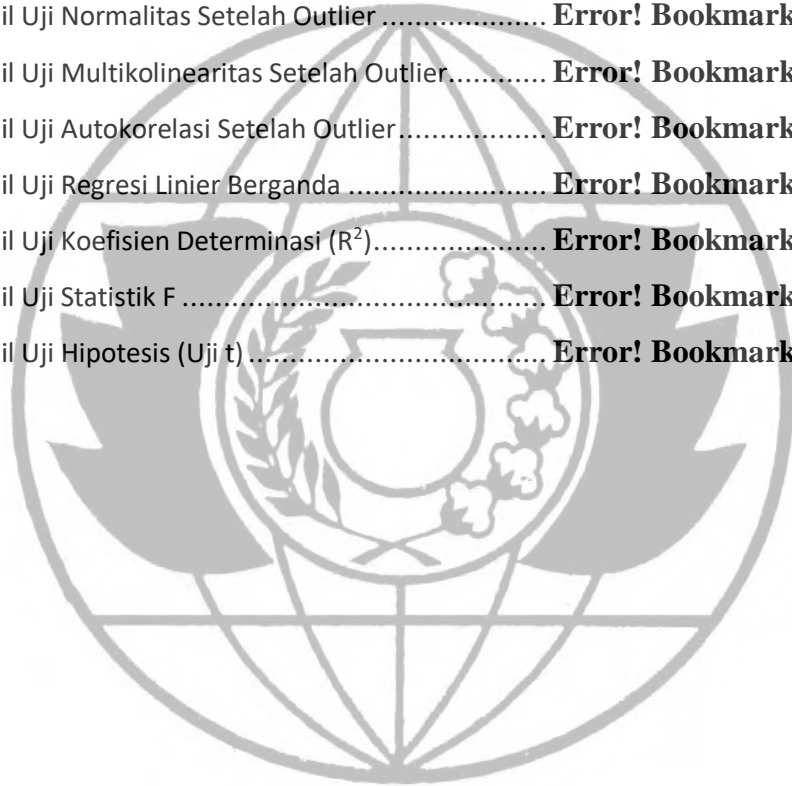 il Uji Normalitas Setelah Outlier .................... Error! Bookmark
il Uji Multikolinearitas Setelah Outlier............ Error! Bookmark
il Uji Autokorelasi Setelah Outlier.................. Error! Bookmark
il Uji Regresi Linier Berganda ........................ Error! Bookmark
il Uji Koefisien Determinasi (R²)..................... Error! Bookmark
il Uji Statistik F ............................................ Error! Bookmark
il Uji Hipotesis (Uji t) .................................... Error! Bookmark